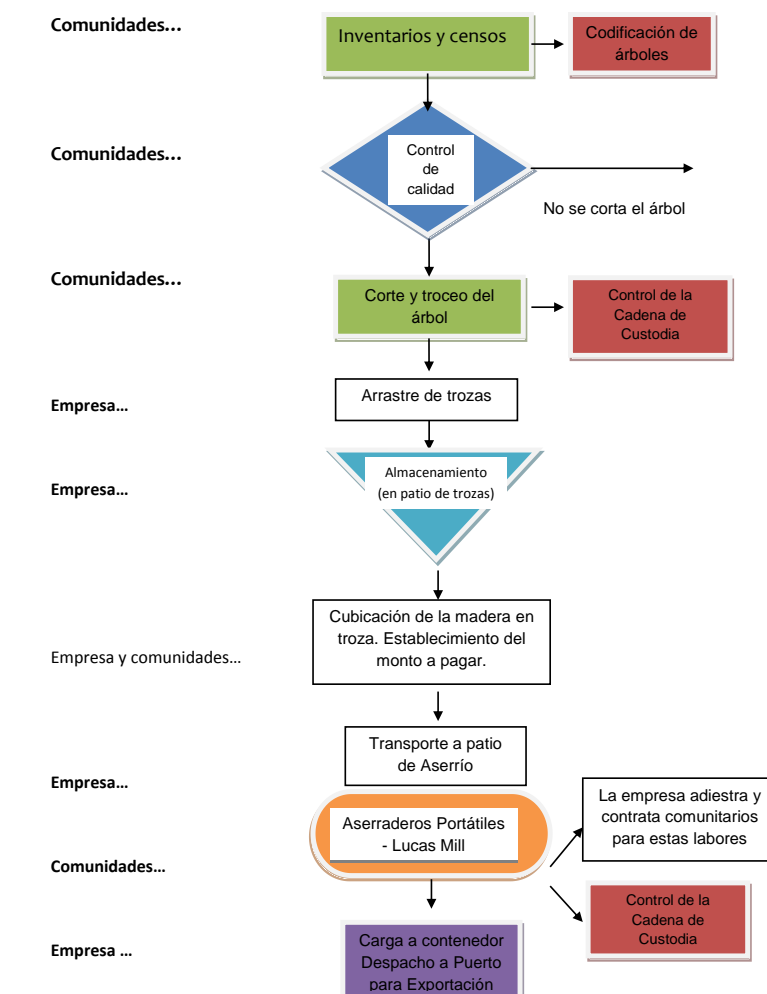 Comunidades...
Inventarios y censos
Codificación de
árboles
Comunidades...
Control
de
calidad
No se corta el árbol
Comunidades...
Corte y troceo del
árbol
Control de la
Cadena de
Custodia
Empresa...
Arrastre de trozas
Empresa...
Almacenamiento
(en patio de trozas)
Empresa y comunidades...
Cubicación de la madera en
troza. Establecimiento del
monto a pagar.
Transporte a patio
de Aserrío
Empresa...
La empresa adiestra y
contrata comunitarios
para estas labores
Aserraderos Portátiles
- Lucas Mill
Comunidades...
Control de la
Cadena de
Custodia
Empresa ...
Carga a contenedor
Despacho a Puerto
para Exportación